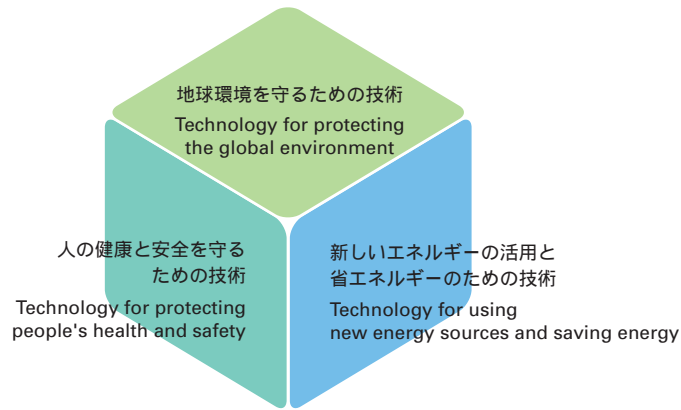 地球環境を守るための技術
Technology for protecting
the global environment
人の健康と安全を守る
ための技術
Technology for protecting
people's health and safety
新しいエネルギーの活用と
省エネルギーのための技術
Technology for using
new energy sources and saving energy